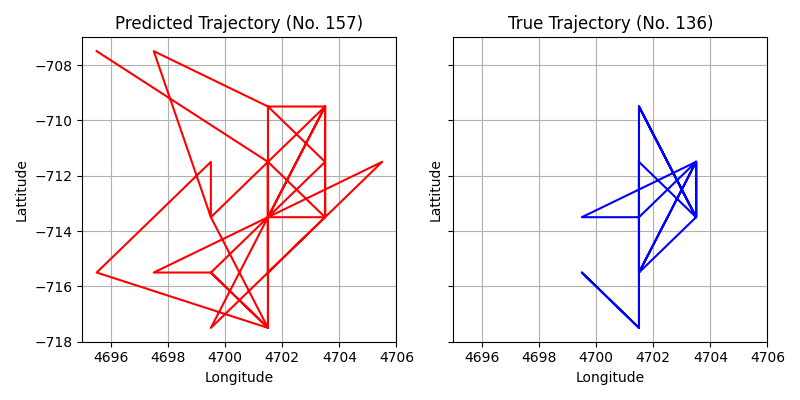 Predicted Trajectory (No. 157)
True Trajectory (No. 136)
−708
−710
−712
−714
−716
−718
Lattitude
Lattitude
4696 4698 4700 4702 4704 4706
4696 4698 4700 4702 4704 4706
Longitude
Longitude